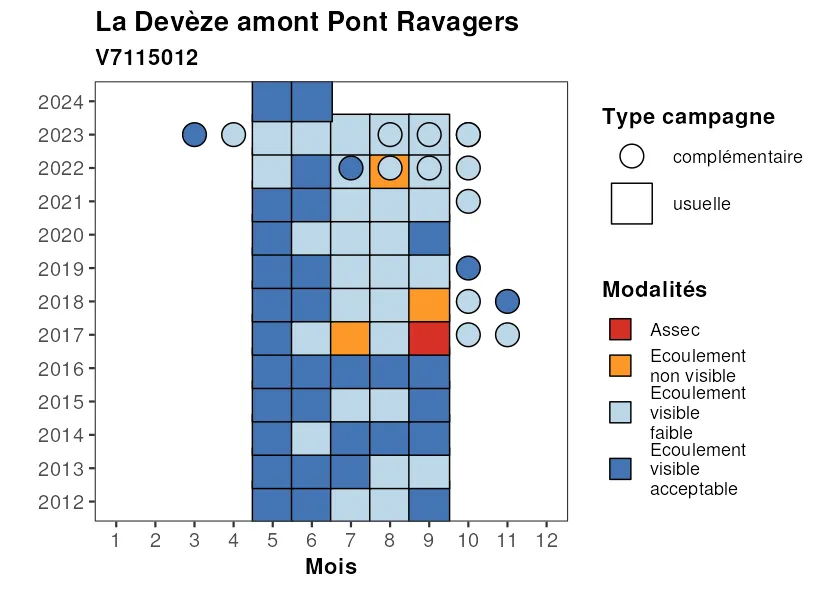 La Devèze amont Pont Ravagers
V7115012
2024
2023
2022
2021
2020
2019
2018
2017
2016
2015
2014
2013
2012
1 2 3 4 5 6 7 8 9 10 11 12
Mois
Type campagne
complémentaire
usuelle
Modalités
Assec
Ecoulement
non visible
Ecoulement
visible
faible
Ecoulement
visible
acceptable